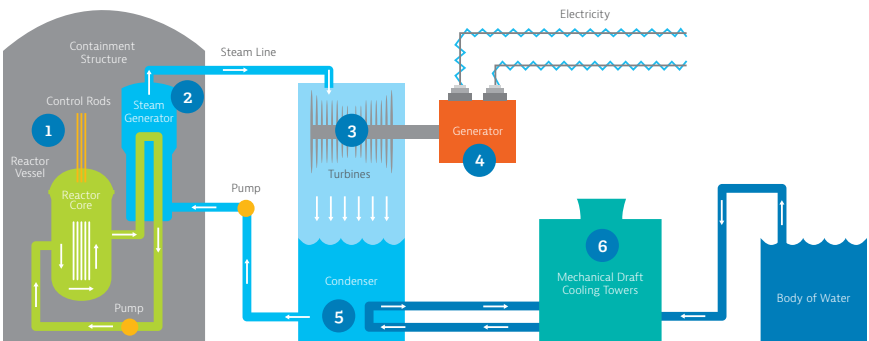 Electricity
Containment
Structure
Steam Line
2
Control Rods
Steam
Generator
1
3
Generator
Reactor
Vessel
4
Turbines
Reactor
Core
Pump
6
Mechanical Draft
Cooling Towers
Condenser
Body of Water
Pump
5